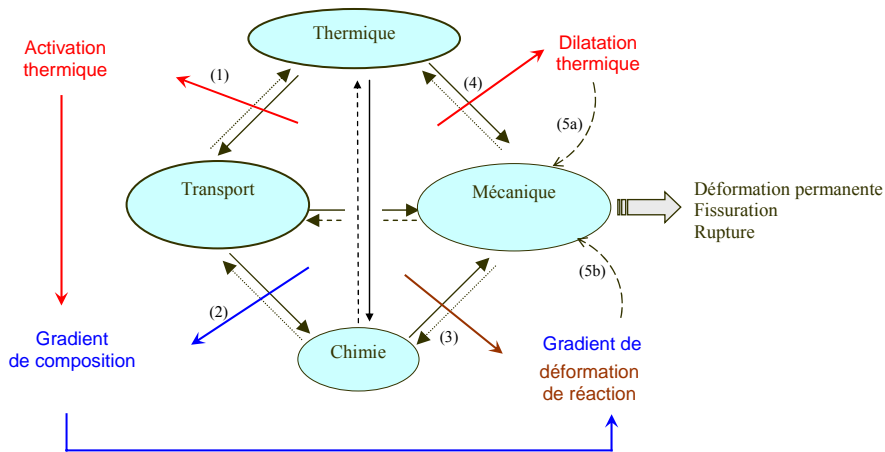 Thermique
Activation
thermique
(1)
(4)
Dilatation
thermique
(5a)
Transport
Mécanique
Déformation permanente
Fissuration
Rupture
(5b)
(2)
(3)
Gradient
de composition
Chimie
Gradient de
déformation
de réaction